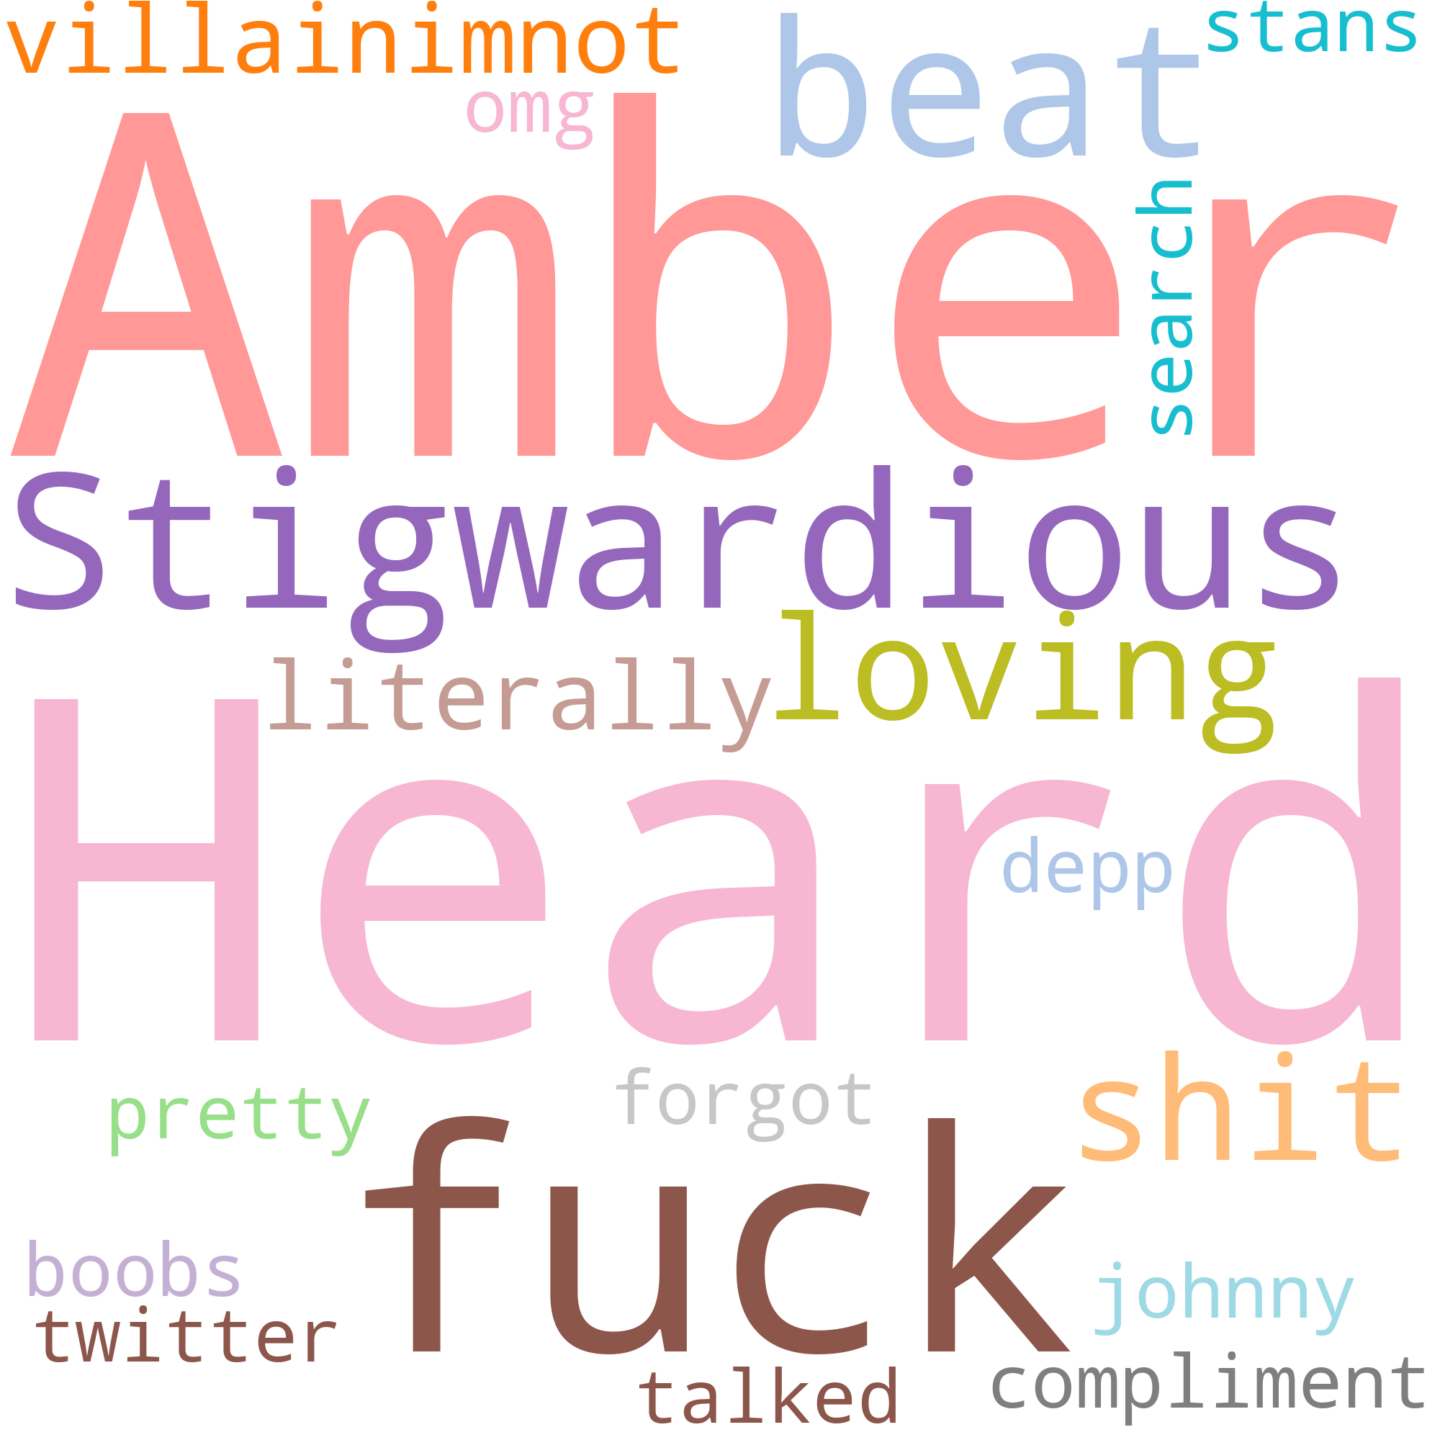 villainimnot
stans
beat
omg
Amber
search
Stigwardious
loving
literally
Heard
depp
shit
pretty
forgot
fuck
boobs
johnny
twitter
compliment
talked